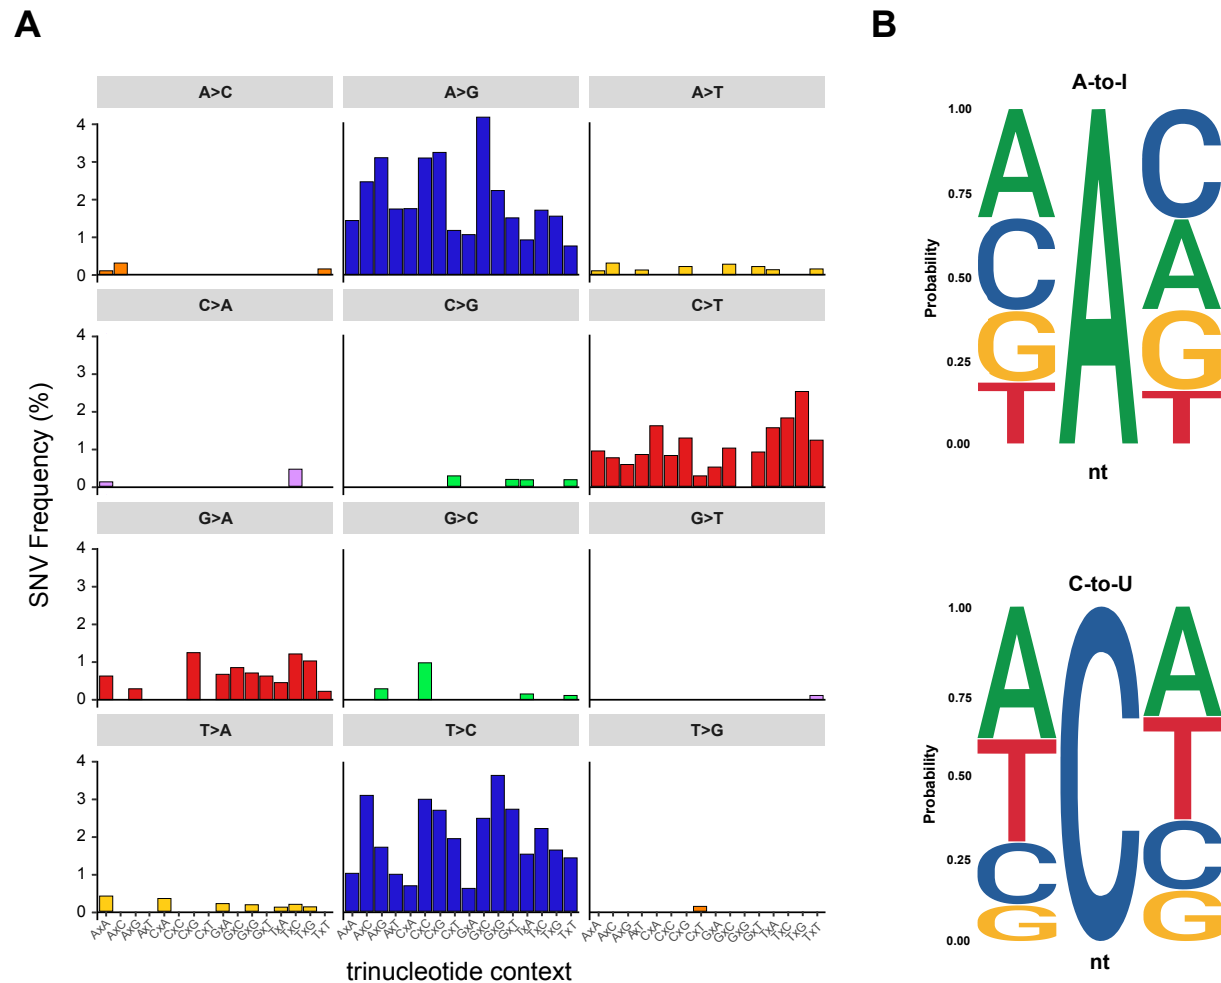 A
B
A>C
A>G
A>T
4
3
2
1
0
C>A
C>G
C>T
4
3
2
1
0
G>A
G>C
G>T
4
3
2
1
0
T>A
T>C
T>G
4
3
2
1
0
SNV Frequency (%)
AxA AxC AxG AxT CxA CxC CxG CxT GxA GxC GxG GxT TxA TxC TxG TxT
AxA AxC AxG AxT CxA CxC CxG CxT GxA GxC GxG GxT TxA TxC TxG TxT
AxA AxC AxG AxT CxA CxC CxG CxT GxA GxC GxG GxT TxA TxC TxG TxT
trinucleotide context
A-to-I
1.00
0.75
0.50
0.25
0.00
Probability
A A C
C A
G G
T T
nt
C-to-U
1.00
0.75
0.50
0.25
0.00
Probability
A C A
T T
C C
G G
nt